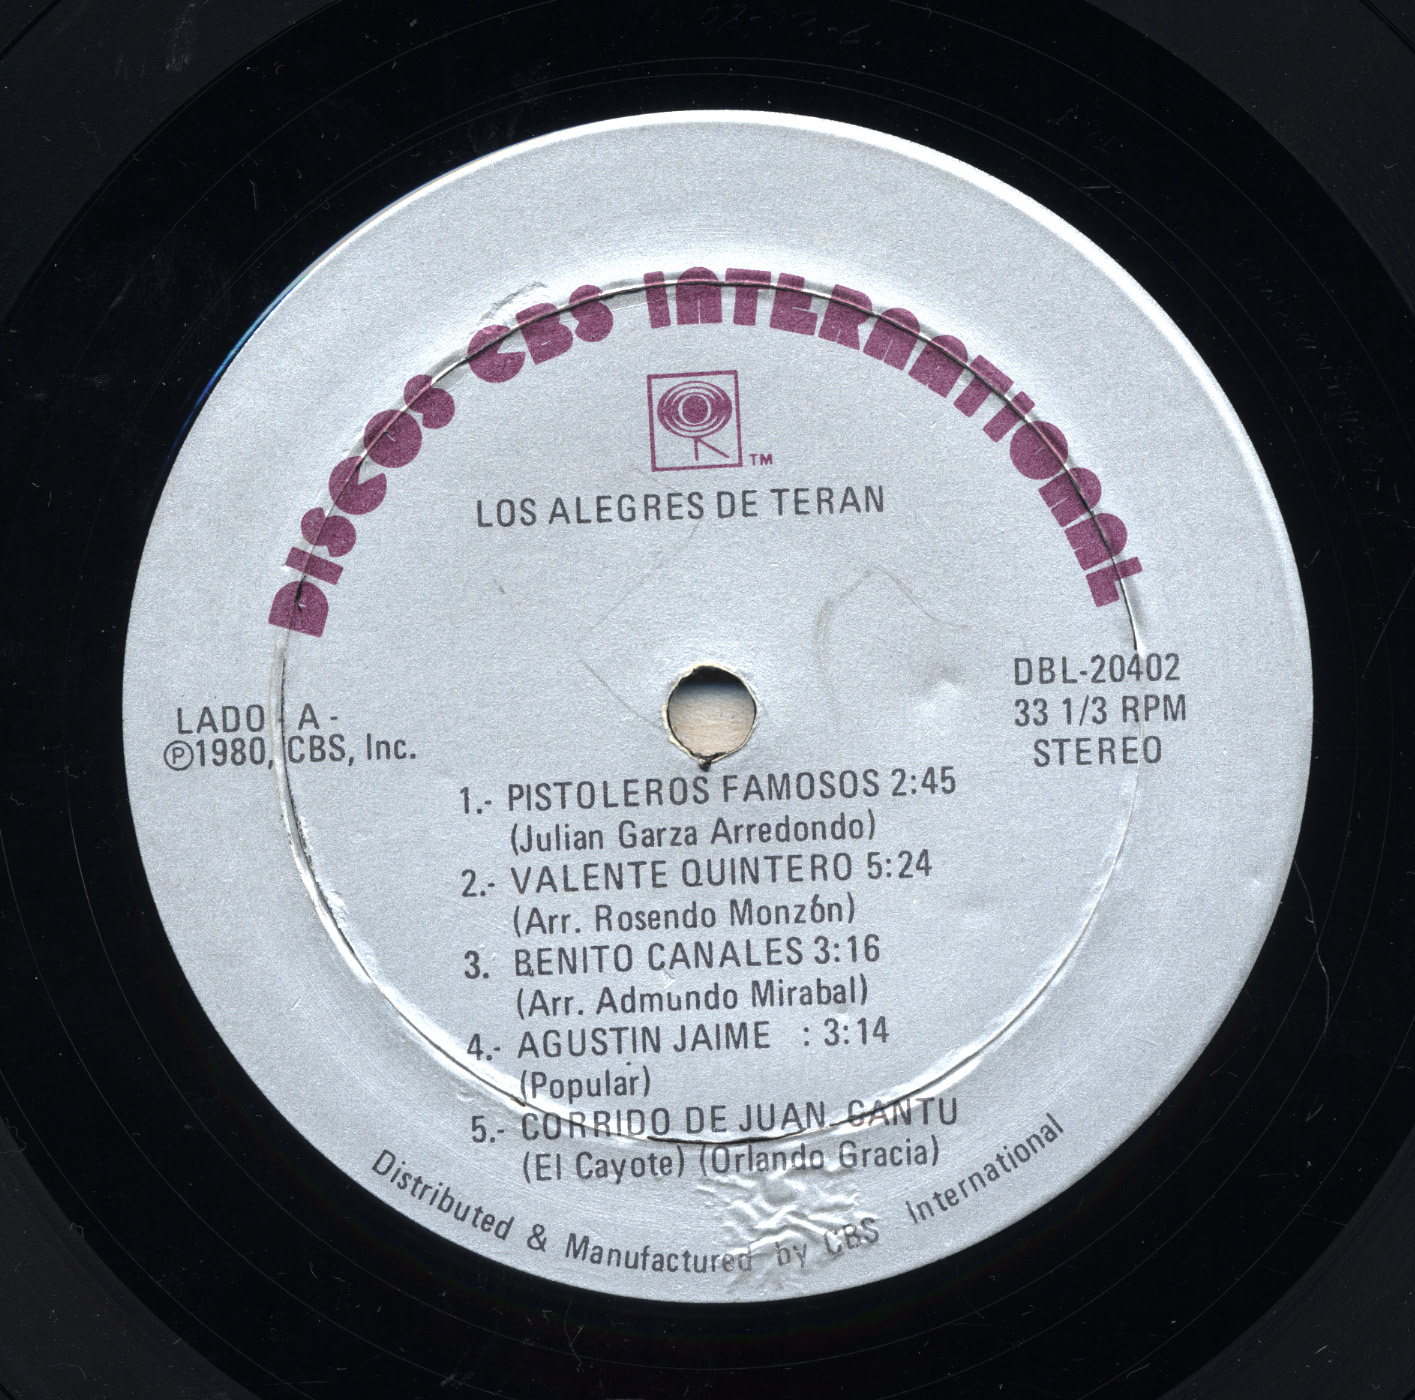 DISCOS CBS INTERNATIONAL
TM
LOS ALEGRES DE TERAN
DBL-20402
33 1/3 RPM
STEREO
LADO - A -
℗1980, CBS, Inc.
1.- PISTOLEROS FAMOSOS 2:45
(Julian Garza Arredondo)
2.- VALENTE QUINTERO 5:24
(Arr. Rosendo Monzón)
3. BENITO CANALES 3:16
(Arr. Admundo Mirabal)
4.- AGUSTIN JAIME : 3:14
(Popular)
5.- CORRIDO DE JUAN CANTU
(El Cayote) (Orlando Gracia)
Distributed & Manufactured by CBS International